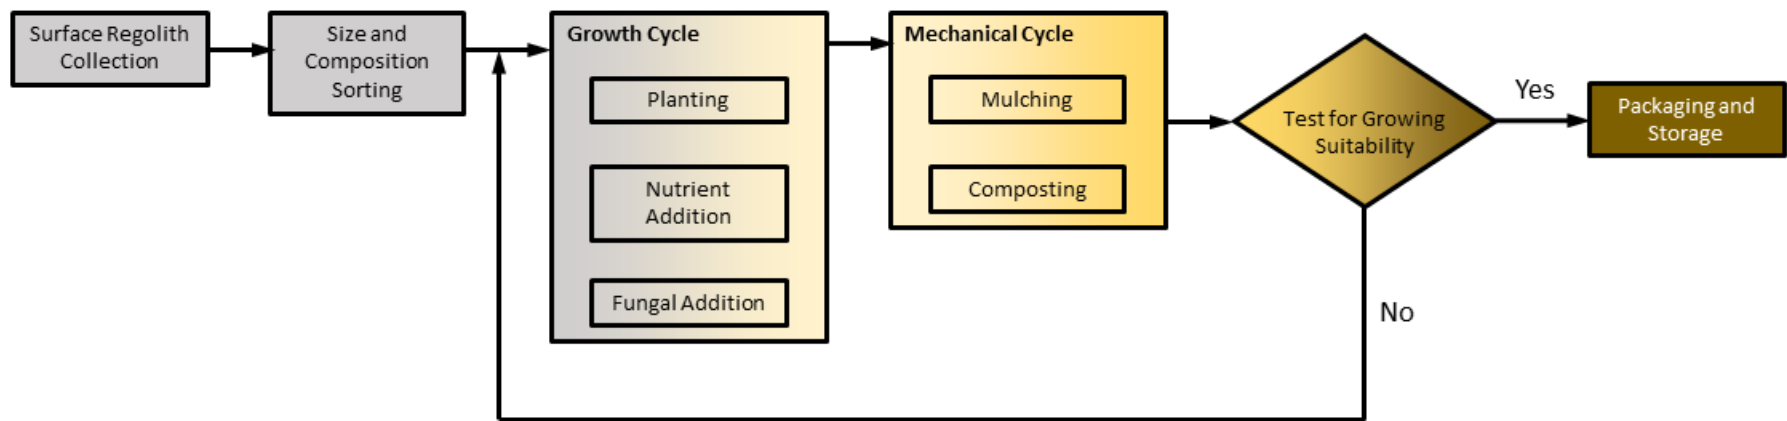 Surface Regolith
Collection
Size and
Composition
Sorting
Growth Cycle
Planting
Nutrient
Addition
Fungal Addition
Mechanical Cycle
Mulching
Composting
Test for Growing
Suitability
Yes
No
Packaging and
Storage